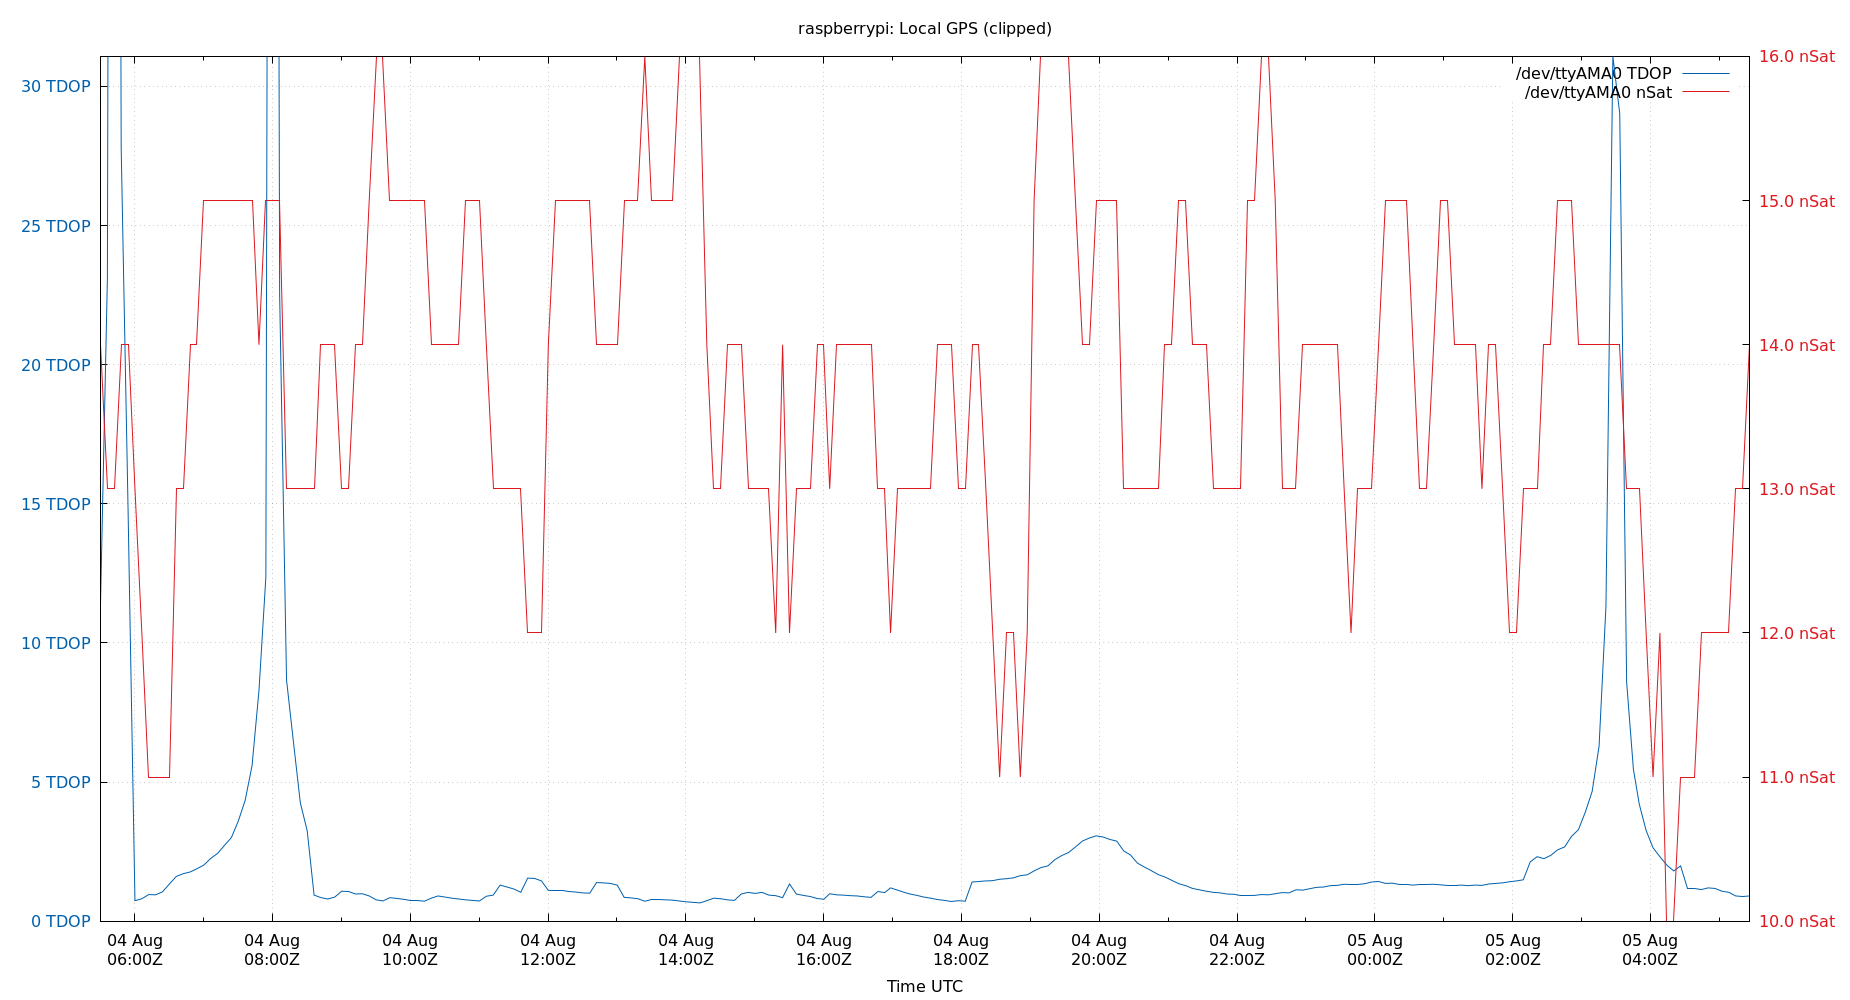 raspberrypi: Local GPS (clipped)
/dev/ttyAMA0 TDOP
/dev/ttyAMA0 nSat
30 TDOP
25 TDOP
20 TDOP
15 TDOP
10 TDOP
5 TDOP
0 TDOP
16.0 nSat
15.0 nSat
14.0 nSat
13.0 nSat
12.0 nSat
11.0 nSat
10.0 nSat
04 Aug
06:00Z
04 Aug
08:00Z
04 Aug
10:00Z
04 Aug
12:00Z
04 Aug
14:00Z
04 Aug
16:00Z
04 Aug
18:00Z
04 Aug
20:00Z
04 Aug
22:00Z
05 Aug
00:00Z
05 Aug
02:00Z
05 Aug
04:00Z
Time UTC